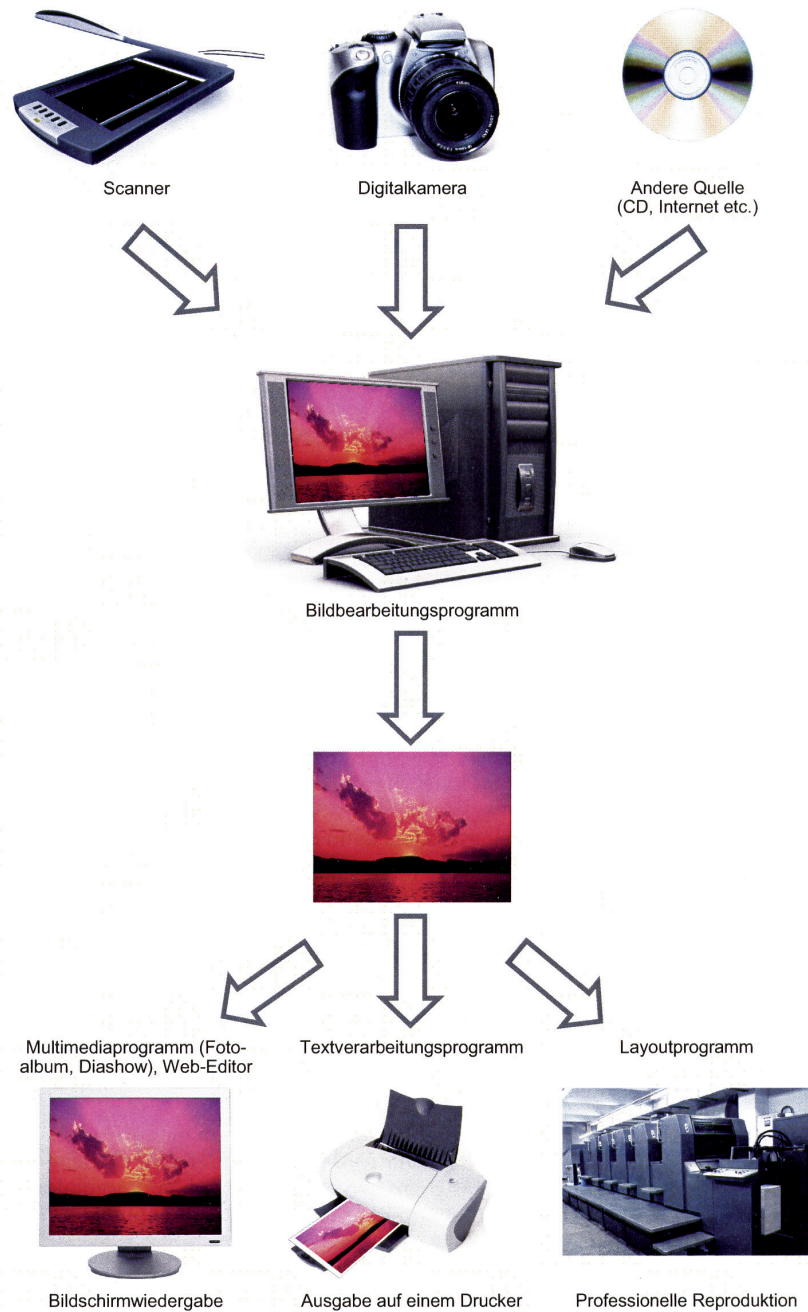 Scanner
Digitalkamera
Andere Quelle
(CD, Internet etc.)
Bildbearbeitungsprogramm
Multimediaprogramm (Foto-
album, Diashow), Web-Editor
Textverarbeitungsprogramm
Layoutprogramm
Bildschirmwiedergabe
Ausgabe auf einem Drucker
Professionelle Reproduktion